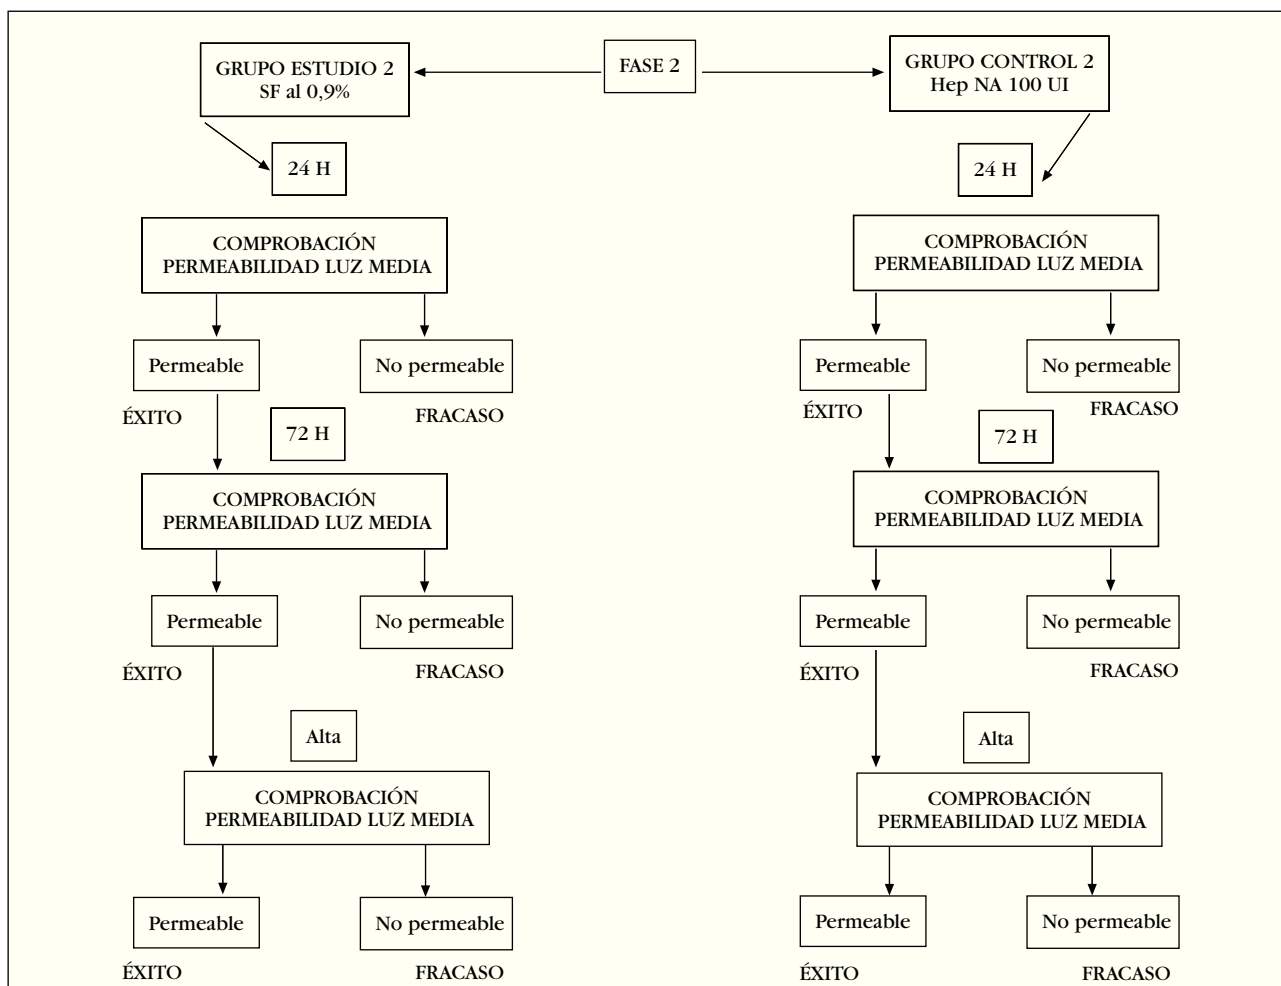 FASE 2
GRUPO ESTUDIO 2
SF al 0,9%
24 H
COMPROBACIÓN
PERMEABILIDAD LUZ MEDIA
Permeable
No permeable
ÉXITO
FRACASO
72 H
COMPROBACIÓN
PERMEABILIDAD LUZ MEDIA
Permeable
No permeable
ÉXITO
FRACASO
Alta
COMPROBACIÓN
PERMEABILIDAD LUZ MEDIA
Permeable
No permeable
ÉXITO
FRACASO
GRUPO CONTROL 2
Hep NA 100 UI
24 H
COMPROBACIÓN
PERMEABILIDAD LUZ MEDIA
Permeable
No permeable
ÉXITO
FRACASO
72 H
COMPROBACIÓN
PERMEABILIDAD LUZ MEDIA
Permeable
No permeable
ÉXITO
FRACASO
Alta
COMPROBACIÓN
PERMEABILIDAD LUZ MEDIA
Permeable
No permeable
ÉXITO
FRACASO